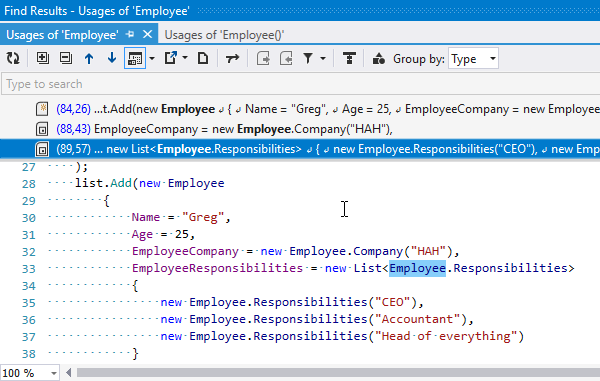 Find Results - Usages of 'Employee'
Usages of 'Employee' Usages of 'Employee()'
Group by: Type
Type to search
(84,26) ...t.Add(new Employee ↲ { ↲ Name = "Greg", ↲ Age = 25, ↲ EmployeeCompany = new Employee
(88,43) EmployeeCompany = new Employee.Company("HAH"),
(89,57) ... new List<Employee.Responsibilities> ↲ { ↲ new Employee.Responsibilities("CEO"), ↲ new Emp
27 );
28 list.Add(new Employee
29 {
30 Name = "Greg",
31 Age = 25,
32 EmployeeCompany = new Employee.Company("HAH"),
33 EmployeeResponsibilities = new List<Employee.Responsibilities>
34 {
35 new Employee.Responsibilities("CEO"),
36 new Employee.Responsibilities("Accountant"),
37 new Employee.Responsibilities("Head of everything")
38 }
100 %